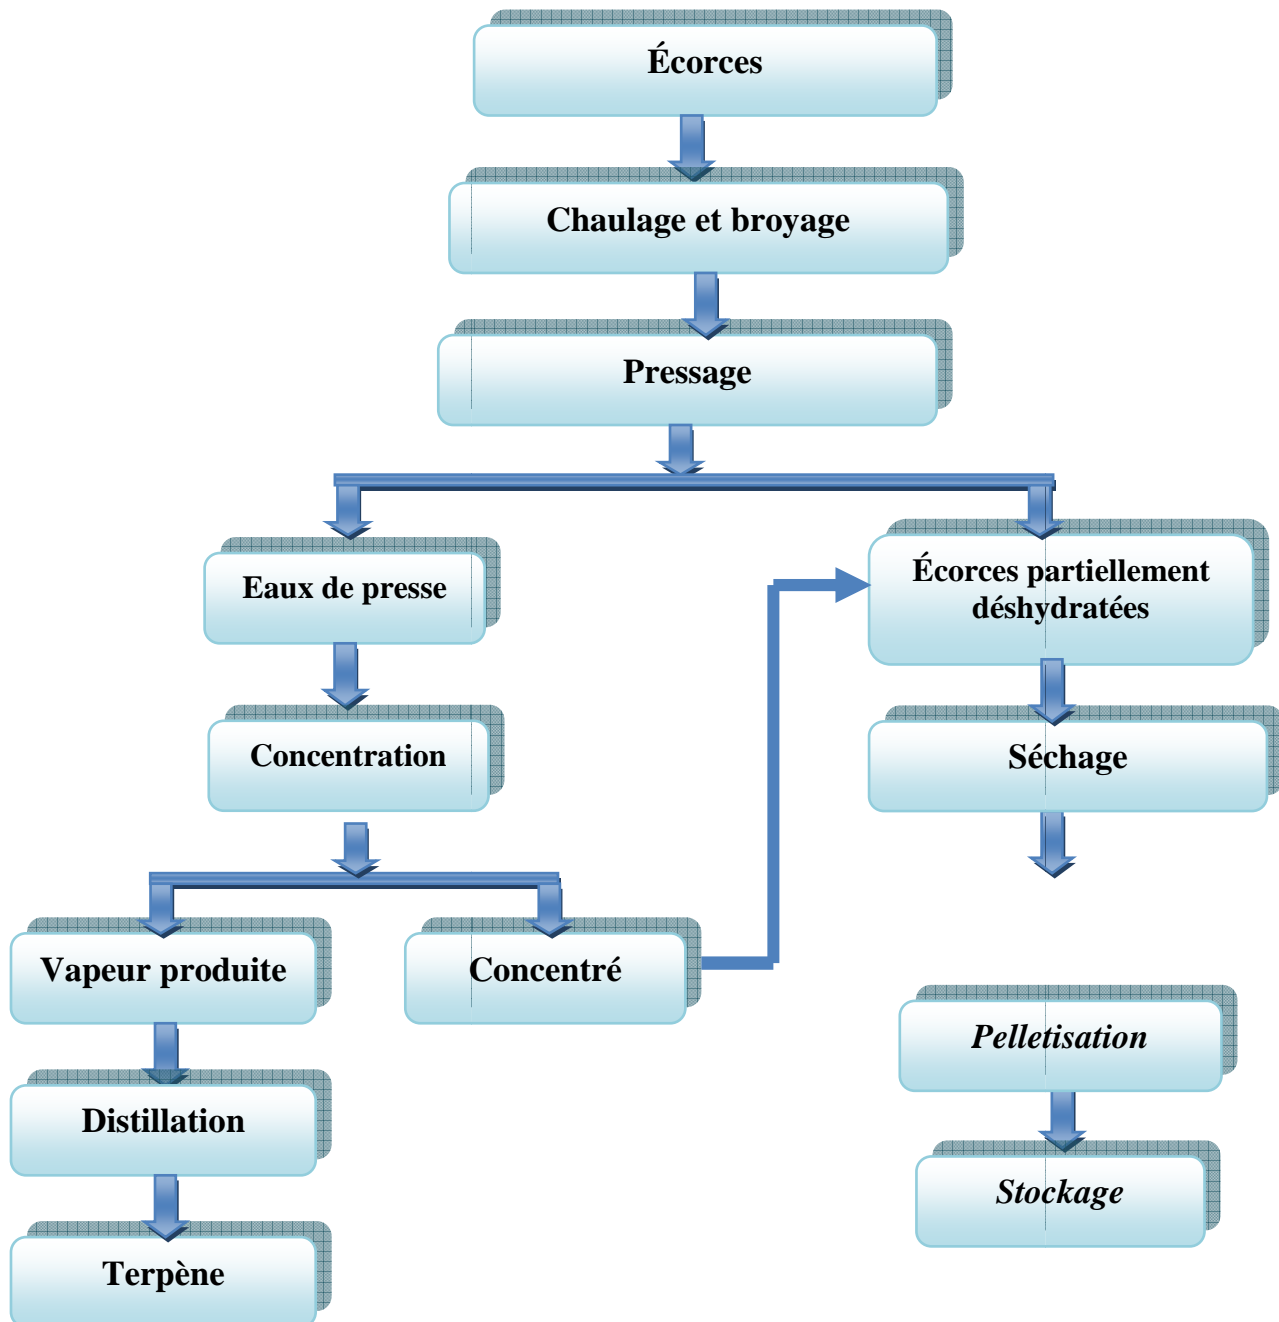 Écorces
Chaulage et broyage
Pressage
Eaux de presse
Écorces partiellement
déshydratées
Concentration
Séchage
Vapeur produite
Concentré
Pelletisation
Distillation
Stockage
Terpène